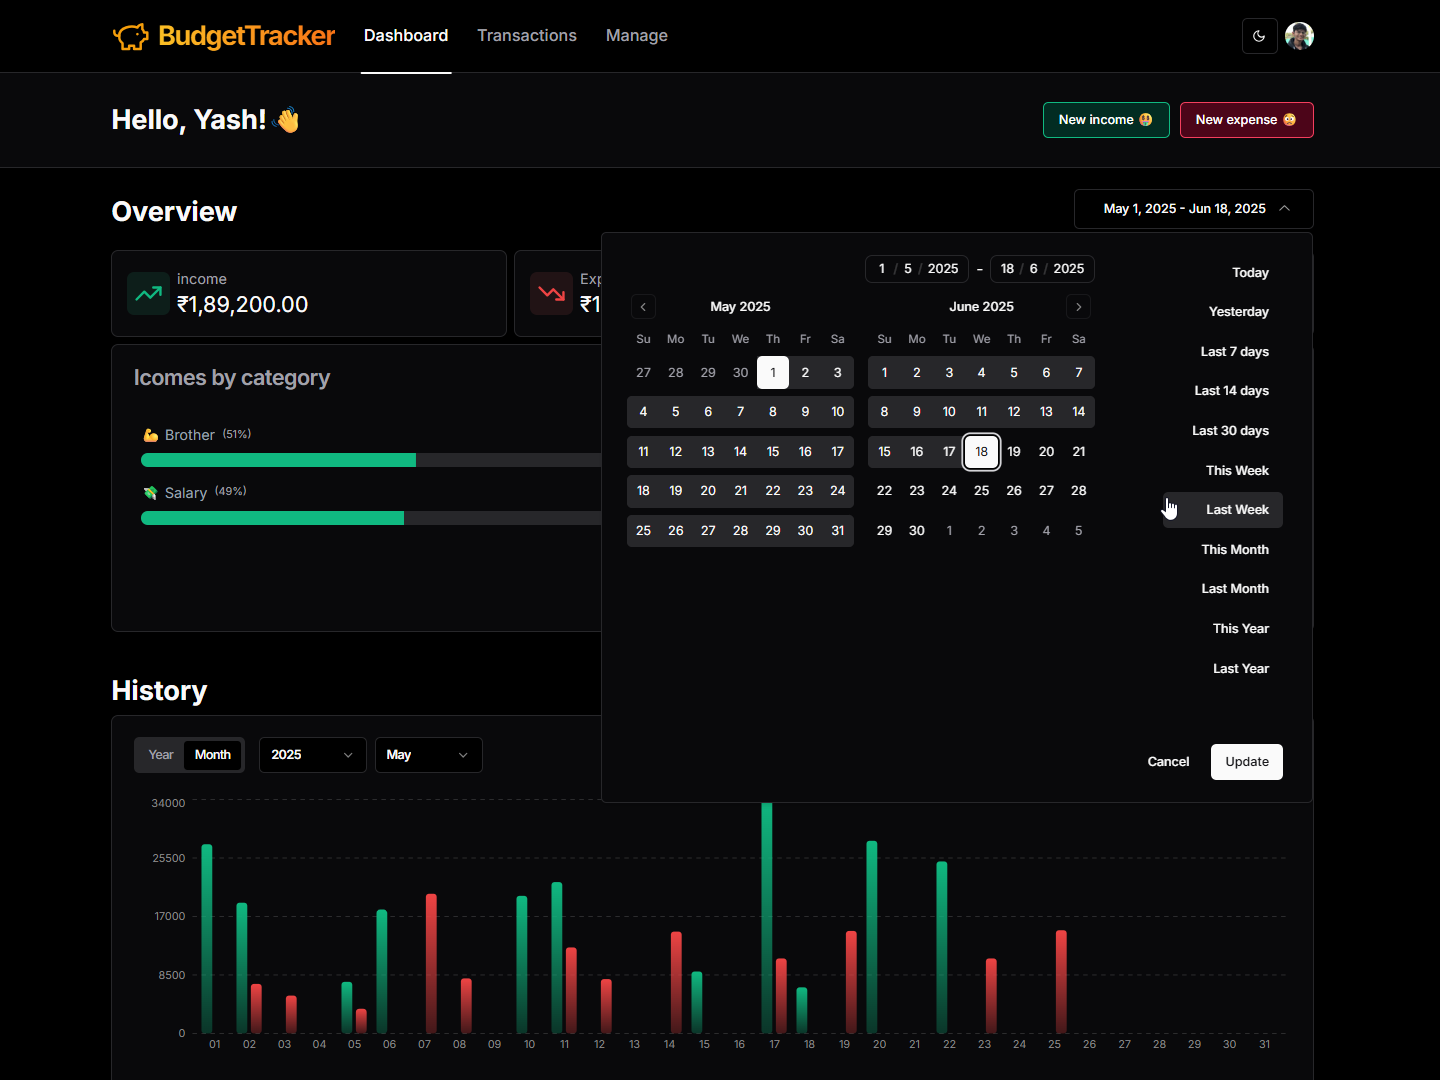 BudgetTracker Dashboard Transactions Manage
Hello, Yash! 👋
New income 🤑 New expense 😤
Overview
May 1, 2025 - Jun 18, 2025
income
₹1,89,200.00
Exp
₹1
1 / 5 / 2025 - 18 / 6 / 2025
May 2025
Su Mo Tu We Th Fr Sa
27 28 29 30 1 2 3
4 5 6 7 8 9 10
11 12 13 14 15 16 17
18 19 20 21 22 23 24
25 26 27 28 29 30 31
June 2025
Su Mo Tu We Th Fr Sa
1 2 3 4 5 6 7
8 9 10 11 12 13 14
15 16 17 18 19 20 21
22 23 24 25 26 27 28
29 30 1 2 3 4 5
Today
Yesterday
Last 7 days
Last 14 days
Last 30 days
This Week
Last Week
This Month
Last Month
This Year
Last Year
Cancel Update
Icomes by category
💪 Brother (51%)
💸 Salary (49%)
History
Year Month 2025 May
34000
25500
17000
8500
0
01 02 03 04 05 06 07 08 09 10 11 12 13 14 15 16 17 18 19 20 21 22 23 24 25 26 27 28 29 30 31